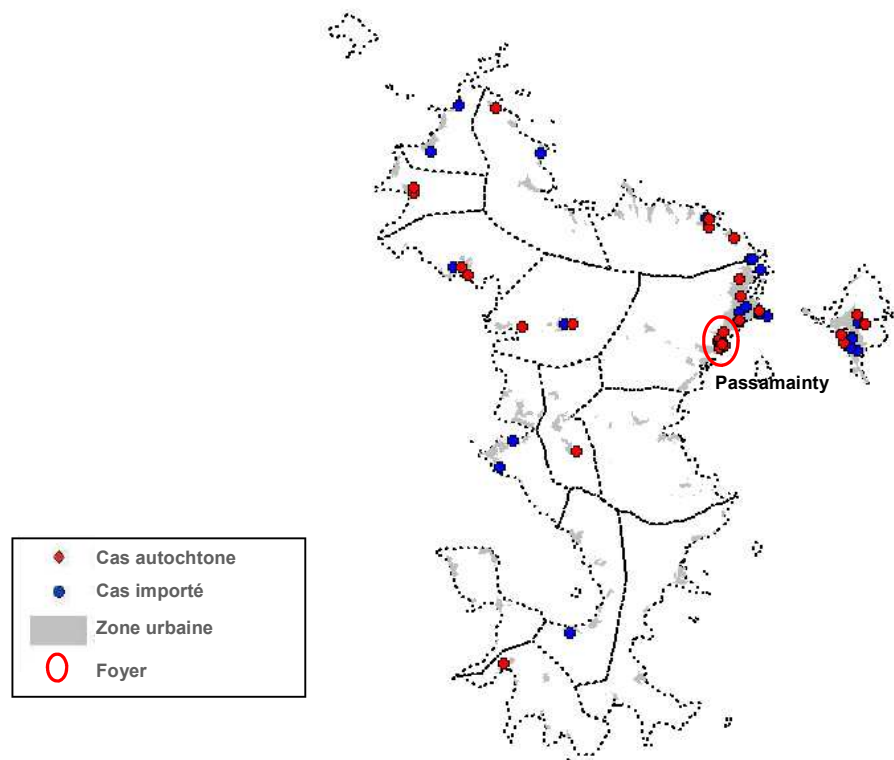 Passamainty
Cas autochtone
Cas importé
Zone urbaine
Foyer